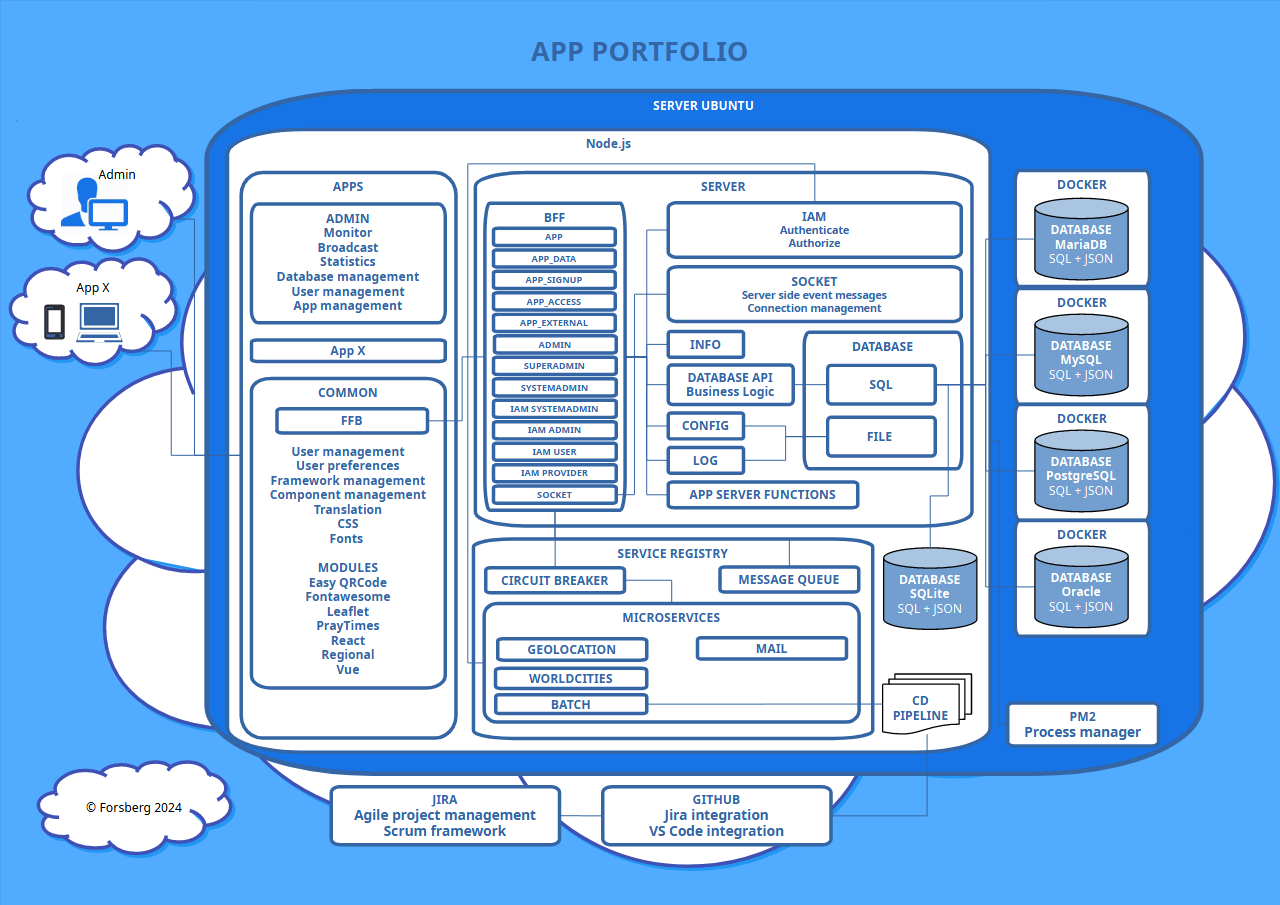 APP PORTFOLIO
SERVER UBUNTU
Node.js
Admin
App X
APPS
ADMIN
Monitor
Broadcast
Statistics
Database management
User management
App management
App X
COMMON
FFB
User management
User preferences
Framework management
Component management
Translation
CSS
Fonts
MODULES
Easy QRCode
Fontawesome
Leaflet
PrayTimes
React
Regional
Vue
SERVER
BFF
APP
APP_DATA
APP_SIGNUP
APP_ACCESS
APP_EXTERNAL
ADMIN
SUPERADMIN
SYSTEMADMIN
IAM SYSTEMADMIN
IAM ADMIN
IAM USER
IAM PROVIDER
SOCKET
IAM
Authenticate
Authorize
SOCKET
Server side event messages
Connection management
INFO
DATABASE API
Business Logic
CONFIG
LOG
APP SERVER FUNCTIONS
DATABASE
SQL
FILE
SERVICE REGISTRY
CIRCUIT BREAKER
MESSAGE QUEUE
MICROSERVICES
GEOLOCATION
MAIL
WORLDCITIES
BATCH
DATABASE
SQLite
SQL + JSON
CD
PIPELINE
DOCKER
DATABASE
MariaDB
SQL + JSON
DOCKER
DATABASE
MySQL
SQL + JSON
DOCKER
DATABASE
PostgreSQL
SQL + JSON
DOCKER
DATABASE
Oracle
SQL + JSON
PM2
Process manager
JIRA
Agile project management
Scrum framework
GITHUB
Jira integration
VS Code integration
© Forsberg 2024